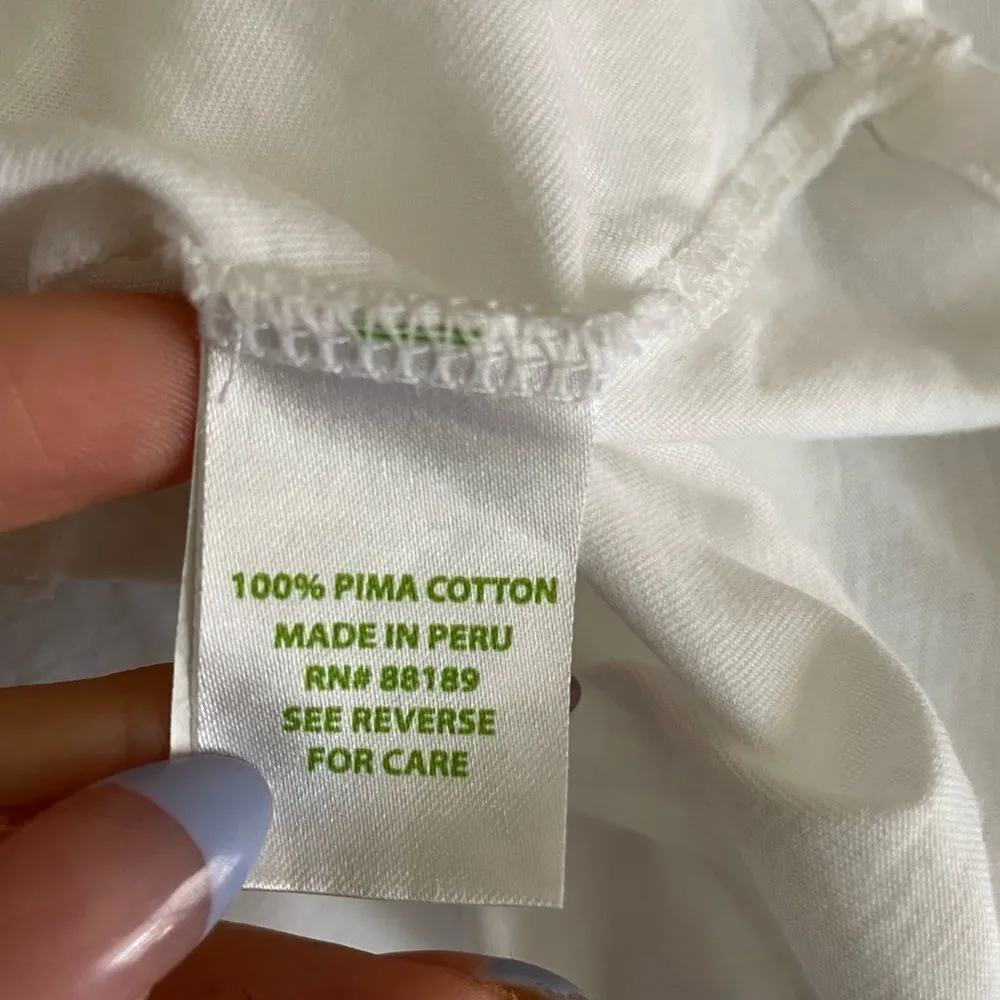 100% PIMA COTTON
MADE IN PERU
RN# 88189
SEE REVERSE
FOR CARE